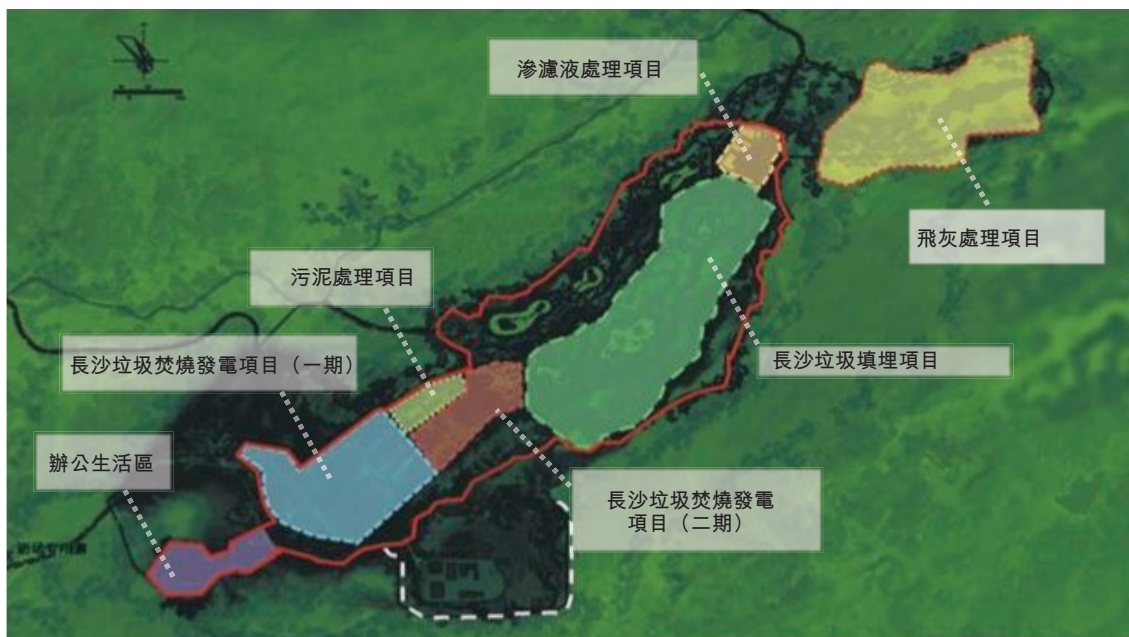 滲濾液處理項目
飛灰處理項目
污泥處理項目
長沙垃圾焚燒發電項目（一期）
長沙垃圾填埋項目
辦公生活區
長沙垃圾焚燒發電
項目（二期）